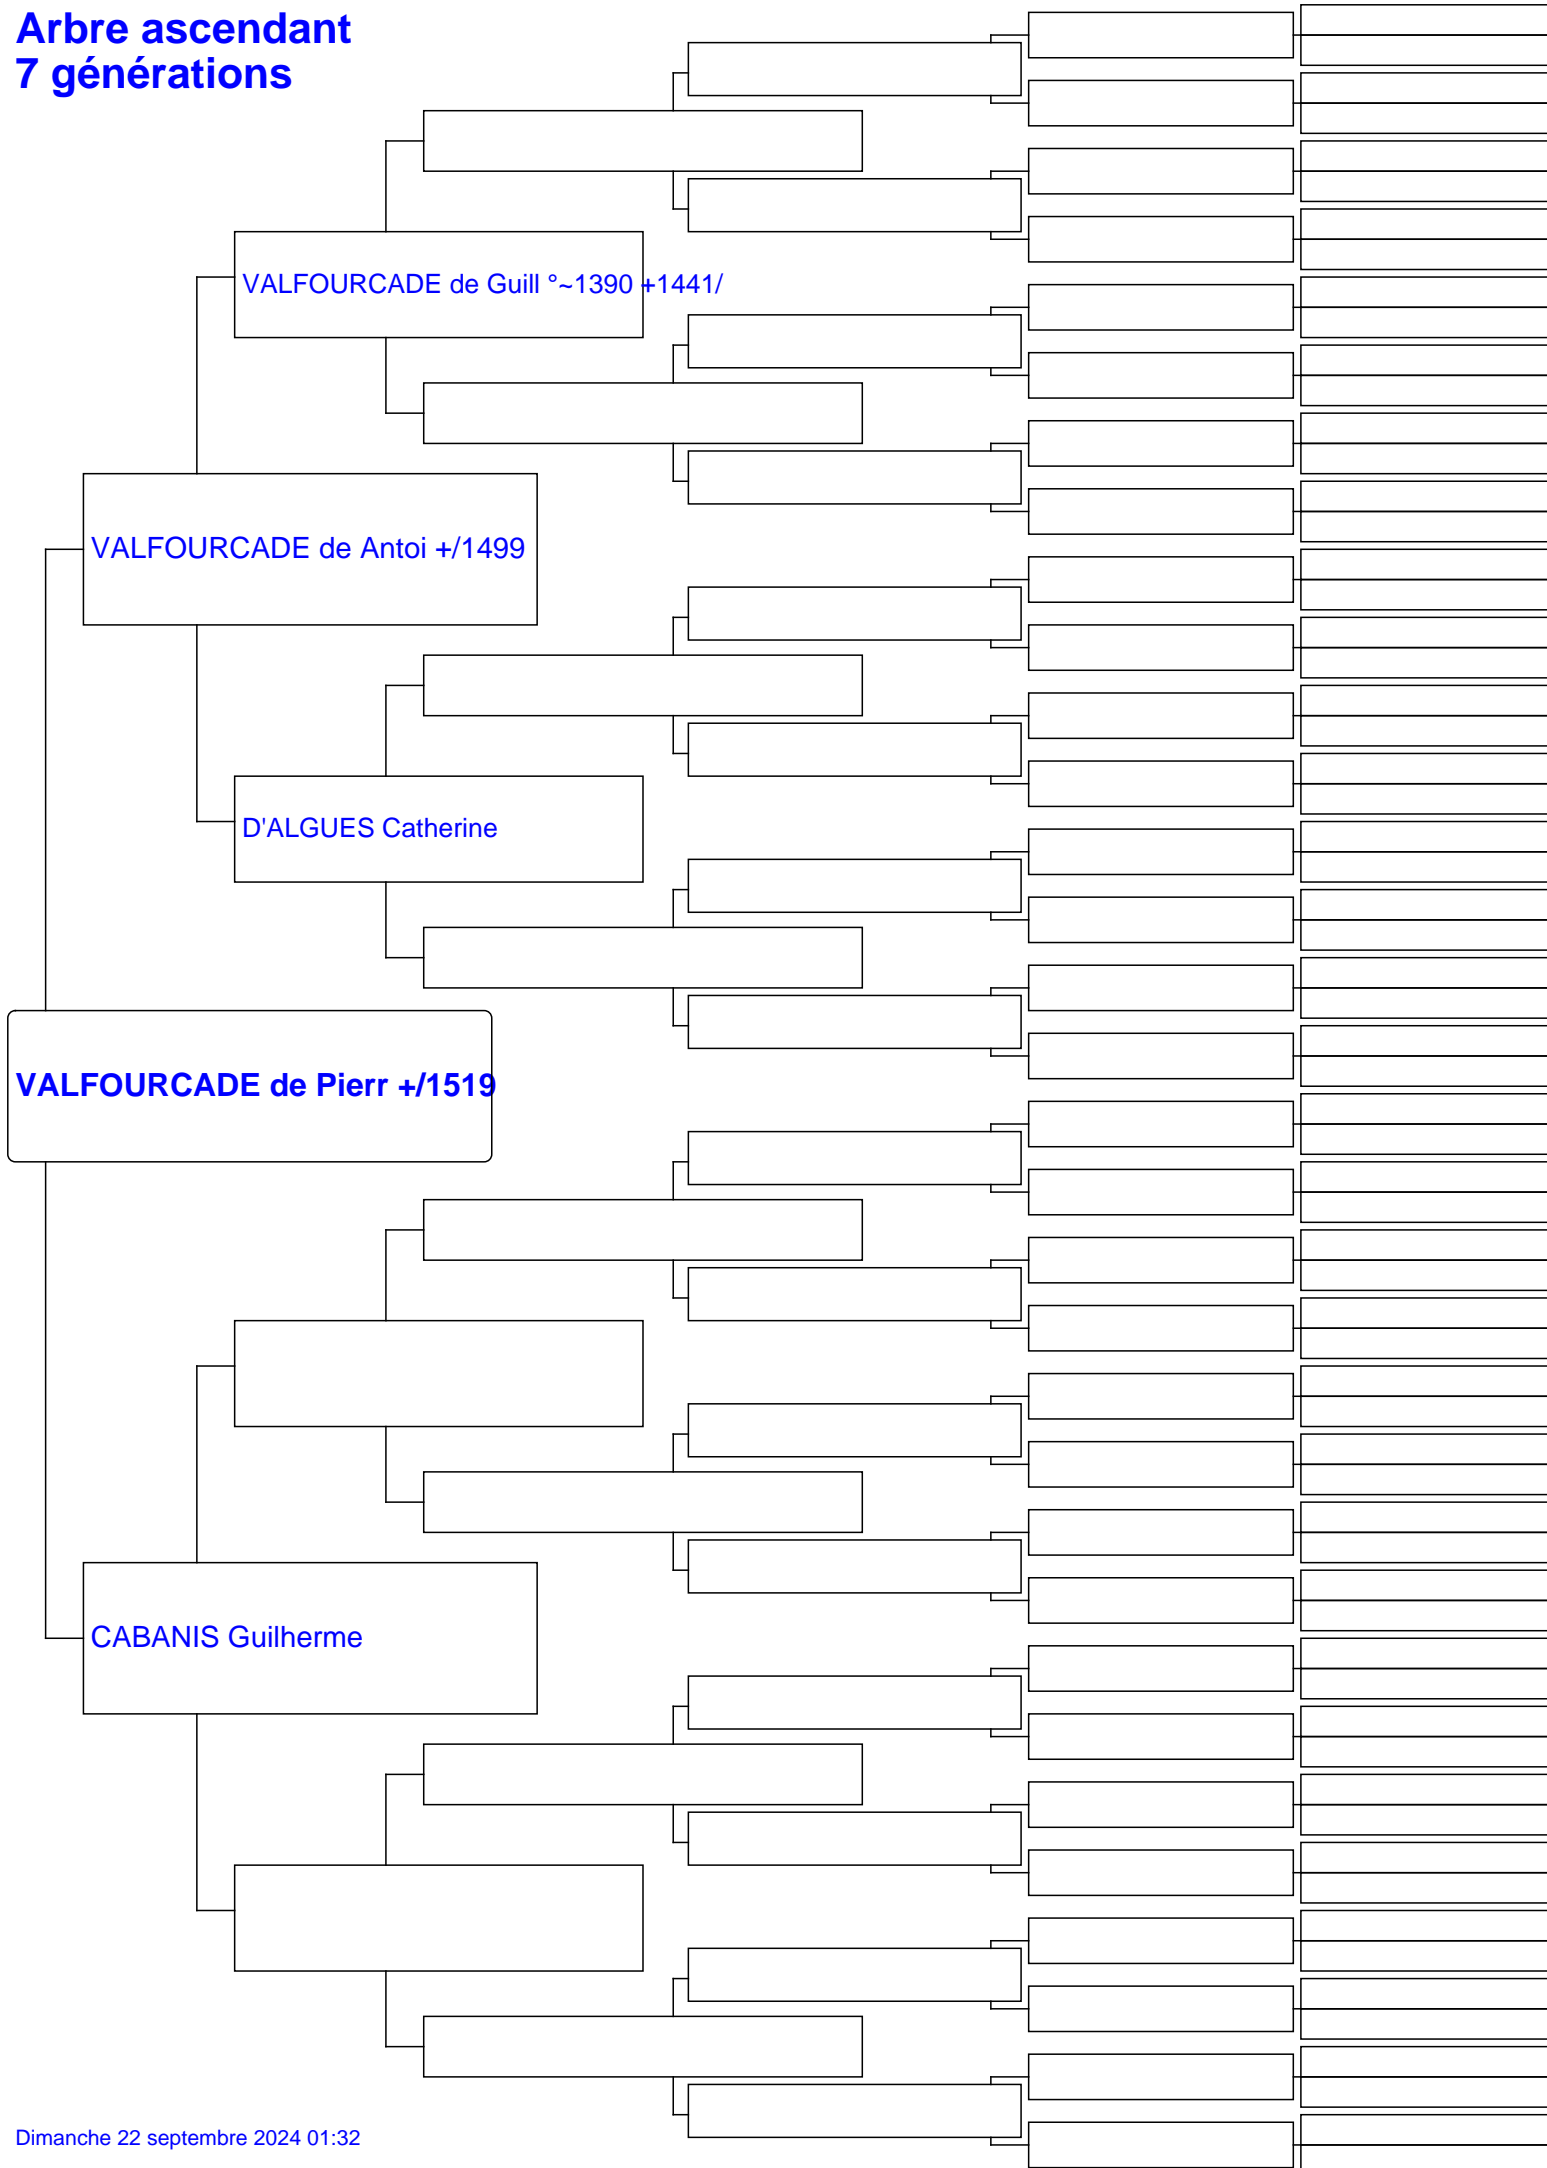 Arbre ascendant
7 générations
VALFOURCADE de Guill °~1390 +1441/
VALFOURCADE de Antoi +/1499
D'ALGUES Catherine
VALFOURCADE de Pierr +/1519
CABANIS Guilherme
Dimanche 22 septembre 2024 01:32